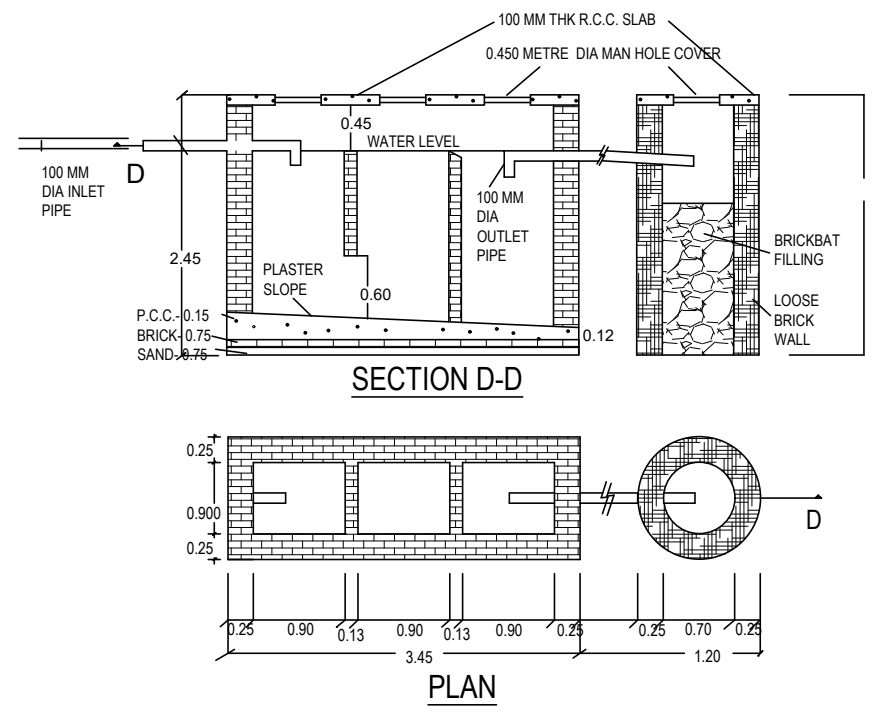 100 MM THK R.C.C. SLAB
0.450 METRE DIA MAN HOLE COVER
0.45
WATER LEVEL
D
100 MM
DIA INLET
PIPE
100 MM
DIA
OUTLET
PIPE
2.45
PLASTER
SLOPE
0.60
BRICKBAT
FILLING
LOOSE
BRICK
WALL
P.C.C.- 0.15
BRICK- 0.75
SAND- 0.75
0.12
SECTION D-D
0.25
0.900
0.25
D
0.25
0.90
0.13
0.90
0.13
0.90
0.25
0.25
0.70
0.25
3.45
1.20
PLAN